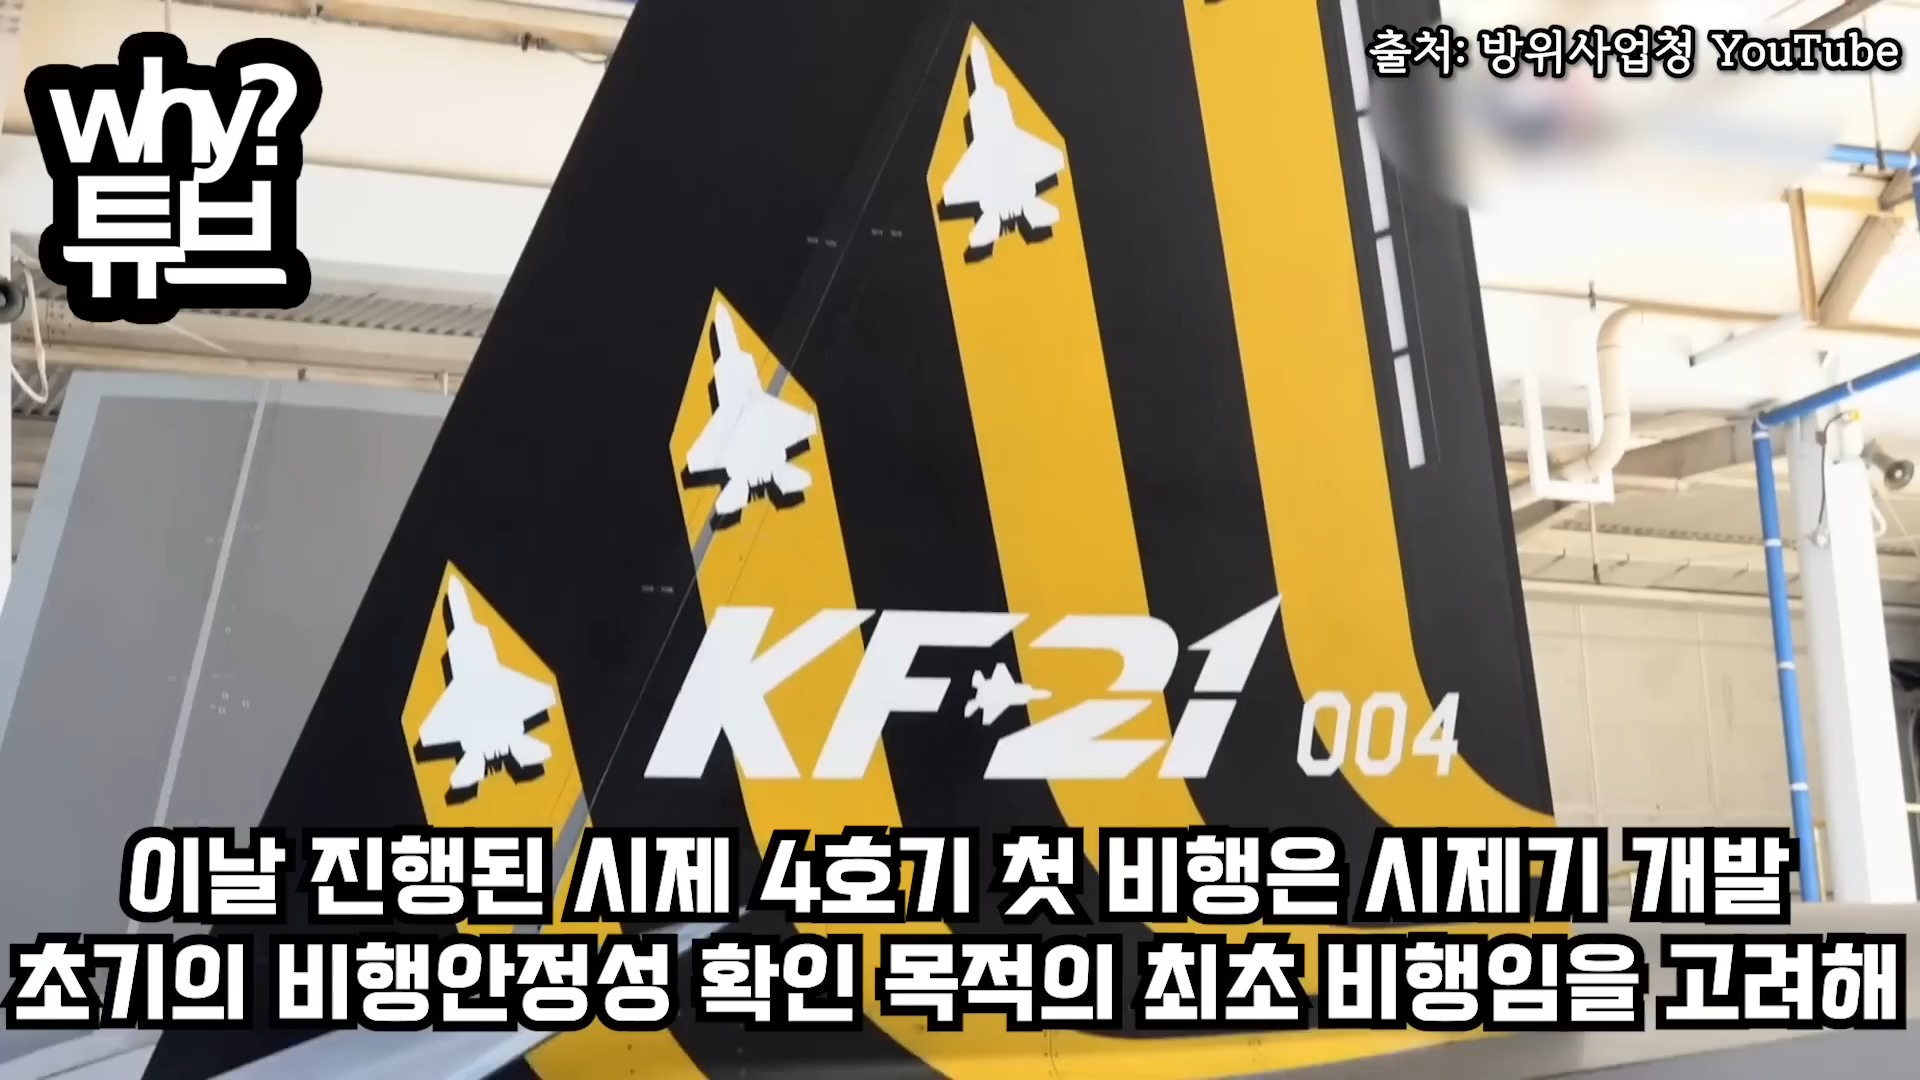 why?
튜브
출처: 방위사업청 YouTube
KF-21 004
이날 진행된 시제 4호기 첫 비행은 시제기 개발
초기의 비행안정성 확인 목적의 최초 비행임을 고려해